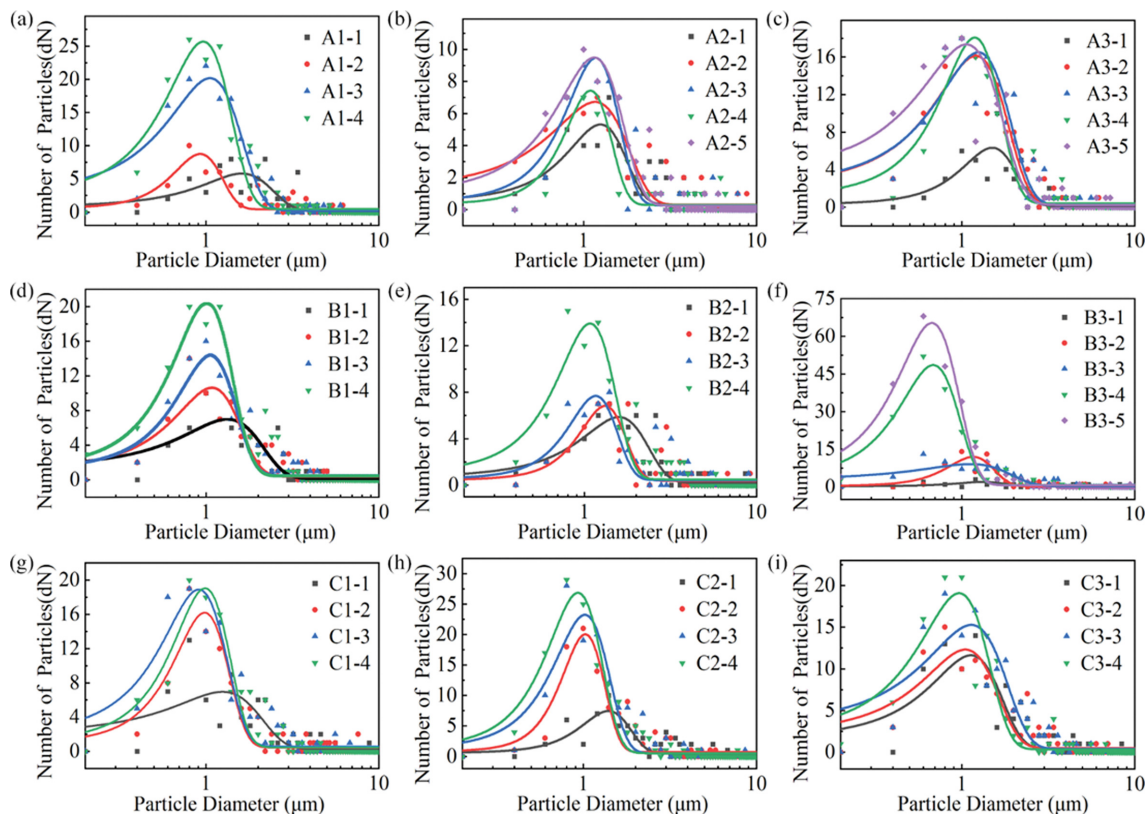 (a)
Number of Particles(dN)
25
20
15
10
5
0
A1-1
A1-2
A1-3
A1-4
1
10
Particle Diameter (μm)
(b)
Number of Particles(dN)
10
8
6
4
2
0
A2-1
A2-2
A2-3
A2-4
A2-5
1
10
Particle Diameter (μm)
(c)
Number of Particles(dN)
16
12
8
4
0
A3-1
A3-2
A3-3
A3-4
A3-5
1
10
Particle Diameter (μm)
(d)
Number of Particles(dN)
20
16
12
8
4
0
B1-1
B1-2
B1-3
B1-4
1
10
Particle Diameter (μm)
(e)
Number of Particles(dN)
16
12
8
4
0
B2-1
B2-2
B2-3
B2-4
1
10
Particle Diameter (μm)
(f)
Number of Particles(dN)
75
60
45
30
15
0
B3-1
B3-2
B3-3
B3-4
B3-5
1
10
Particle Diameter (μm)
(g)
Number of Particles(dN)
20
16
12
8
4
0
C1-1
C1-2
C1-3
C1-4
1
10
Particle Diameter (μm)
(h)
Number of Particles(dN)
30
25
20
15
10
5
0
C2-1
C2-2
C2-3
C2-4
1
10
Particle Diameter (μm)
(i)
Number of Particles(dN)
25
20
15
10
5
0
C3-1
C3-2
C3-3
C3-4
1
10
Particle Diameter (μm)